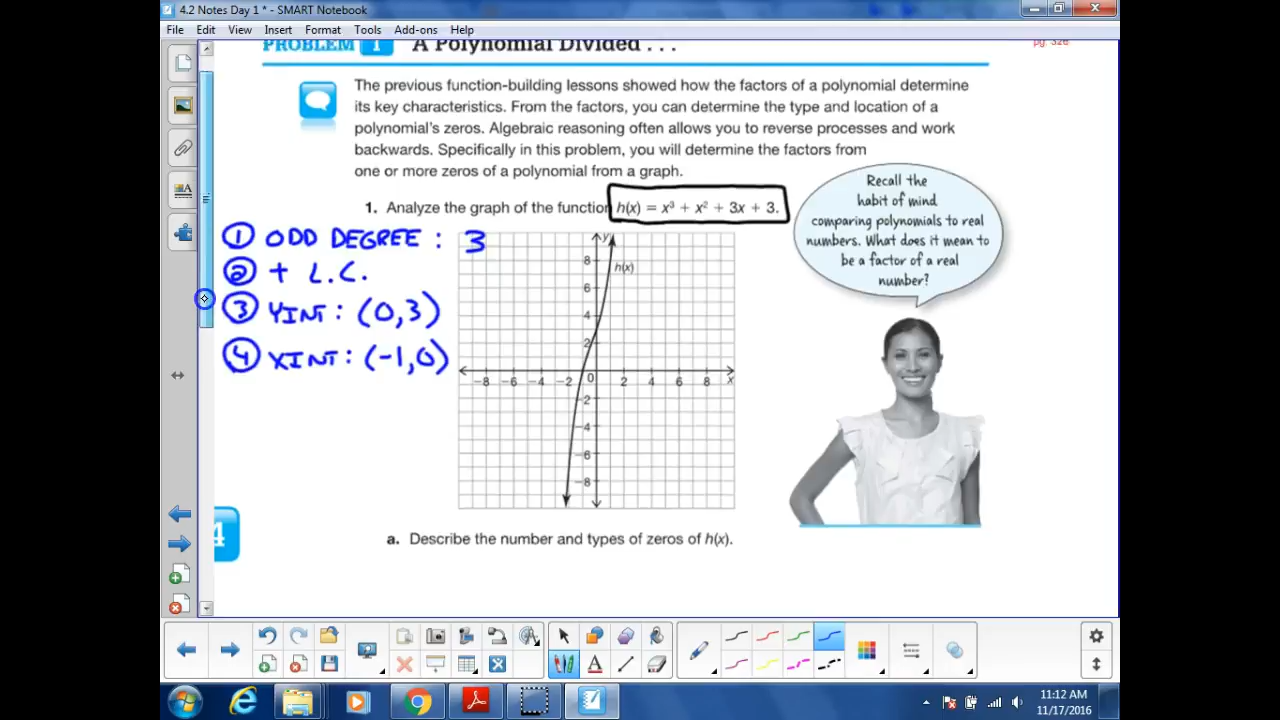 4.2 Notes Day 1 * - SMART Notebook
File Edit View Insert Format Tools Add-ons Help
PROBLEM 1 A Polynomial Divided . . .
pg. 326
The previous function-building lessons showed how the factors of a polynomial determine
its key characteristics. From the factors, you can determine the type and location of a
polynomial's zeros. Algebraic reasoning often allows you to reverse processes and work
backwards. Specifically in this problem, you will determine the factors from
one or more zeros of a polynomial from a graph.
1. Analyze the graph of the function h(x) = x³ + x² + 3x + 3.
Recall the
habit of mind
comparing polynomials to real
numbers. What does it mean to
be a factor of a real
number?
① ODD DEGREE : 3
② + L.C.
③ YINT : (0,3)
④ XINT : (-1,0)
y
8
h(x)
6
4
2
-8 -6 -4 -2 0 2 4 6 8 x
-2
-4
-6
-8
4
a. Describe the number and types of zeros of h(x).
11:12 AM
11/17/2016